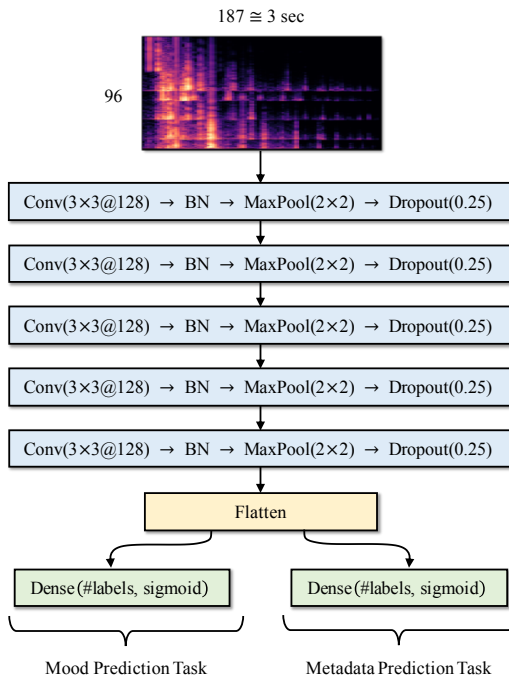 187 ≅ 3 sec
96
Conv(3×3@128) → BN → MaxPool(2×2) → Dropout(0.25)
Conv(3×3@128) → BN → MaxPool(2×2) → Dropout(0.25)
Conv(3×3@128) → BN → MaxPool(2×2) → Dropout(0.25)
Conv(3×3@128) → BN → MaxPool(2×2) → Dropout(0.25)
Conv(3×3@128) → BN → MaxPool(2×2) → Dropout(0.25)
Flatten
Dense(#labels, sigmoid) Dense(#labels, sigmoid)
Mood Prediction Task Metadata Prediction Task